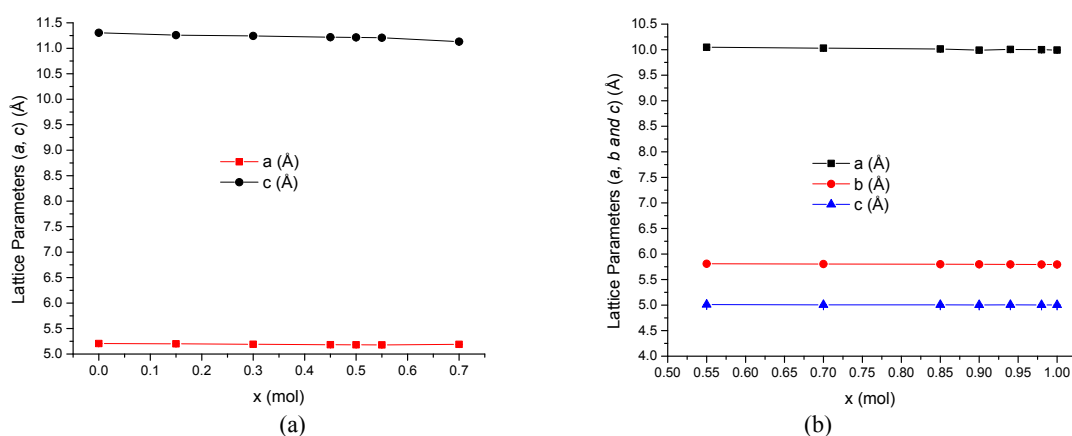 11.5
11.0
10.5
10.0
9.5
9.0
8.5
8.0
7.5
7.0
6.5
6.0
5.5
5.0
Lattice Parameters (a, c) (Å)
a (Å)
c (Å)
0.0 0.1 0.2 0.3 0.4 0.5 0.6 0.7
x (mol)
(a)
10.5
10.0
9.5
9.0
8.5
8.0
7.5
7.0
6.5
6.0
5.5
5.0
4.5
4.0
Lattice Parameters (a, b and c) (Å)
a (Å)
b (Å)
c (Å)
0.50 0.55 0.60 0.65 0.70 0.75 0.80 0.85 0.90 0.95 1.00
x (mol)
(b)